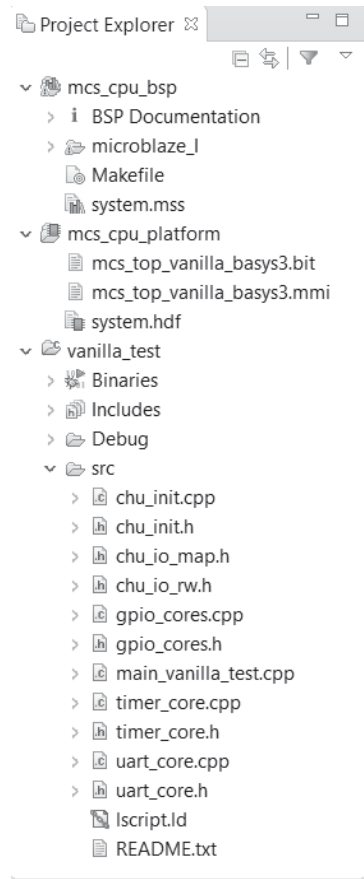 Project Explorer
mcs_cpu_bsp
BSP Documentation
microblaze_I
Makefile
system.mss
mcs_cpu_platform
mcs_top_vanilla_basys3.bit
mcs_top_vanilla_basys3.mmi
system.hdf
vanilla_test
Binaries
Includes
Debug
src
chu_init.cpp
chu_init.h
chu_io_map.h
chu_io_rw.h
gpio_cores.cpp
gpio_cores.h
main_vanilla_test.cpp
timer_core.cpp
timer_core.h
uart_core.cpp
uart_core.h
lscript.ld
README.txt